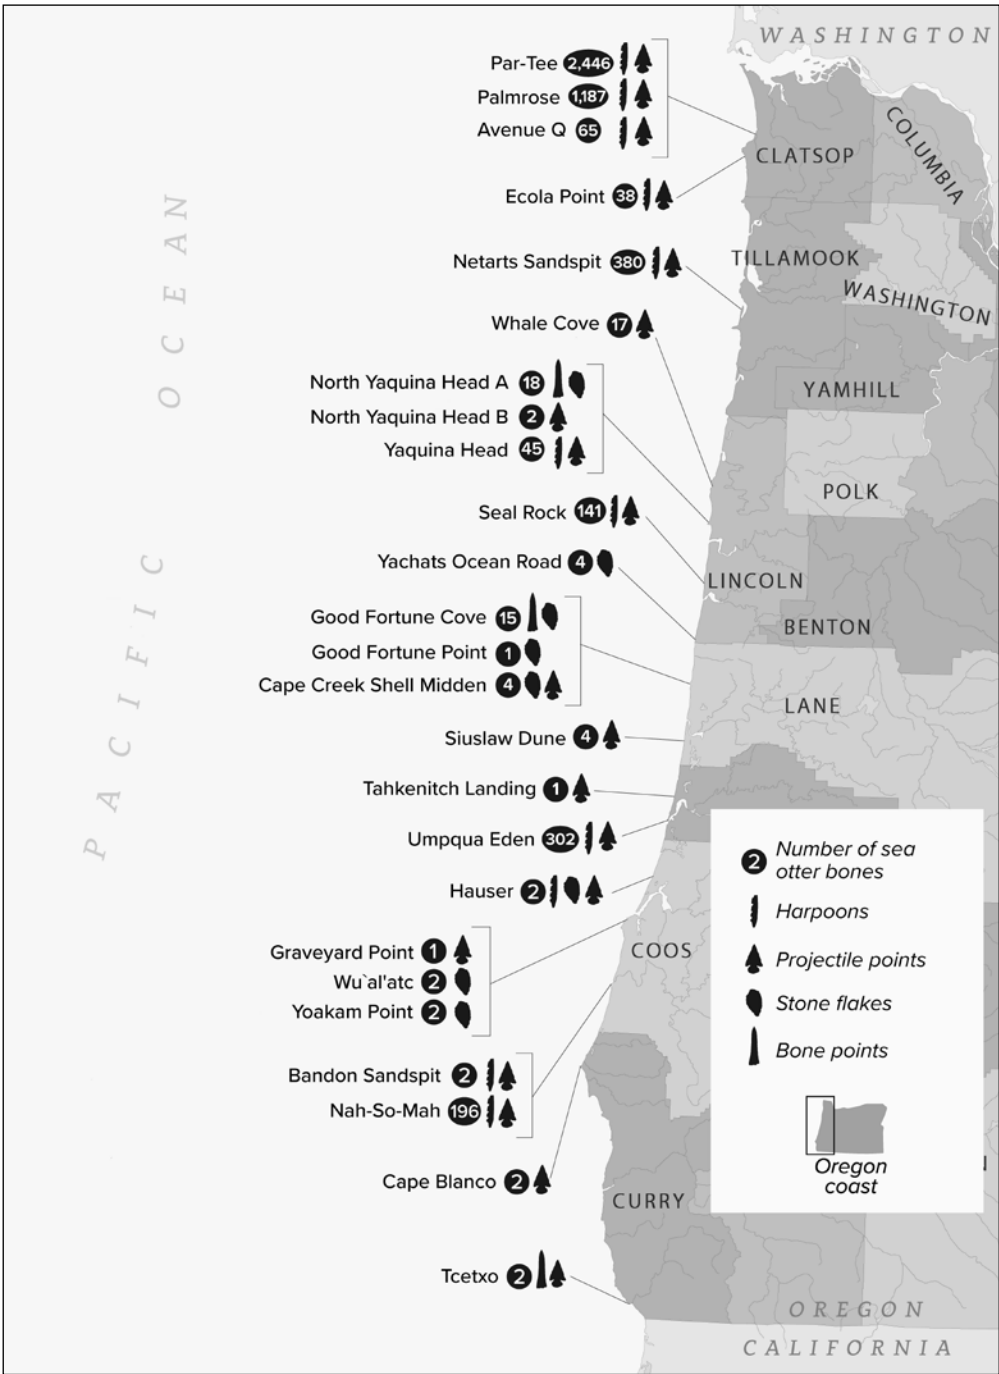 WASHINGTON
Par-Tee 2,446
Palmrose 1,187
Avenue Q 65
CLATSOP
COLUMBIA
Ecola Point 38
Netarts Sandspit 380
TILLAMOOK
WASHINGTON
Whale Cove 17
North Yaquina Head A 18
North Yaquina Head B 2
Yaquina Head 45
YAMHILL
POLK
Seal Rock 141
Yachats Ocean Road 4
LINCOLN
BENTON
Good Fortune Cove 15
Good Fortune Point 1
Cape Creek Shell Midden 4
LANE
Siuslaw Dune 4
Tahkenitch Landing 1
Umpqua Eden 302
Hauser 2
Graveyard Point 1
Wu`al'atc 2
Yoakam Point 2
COOS
Bandon Sandspit 2
Nah-So-Mah 196
Cape Blanco 2
CURRY
Tcetxo 2
PACIFIC OCEAN
2 Number of sea
otter bones
Harpoons
Projectile points
Stone flakes
Bone points
Oregon
coast
OREGON
CALIFORNIA